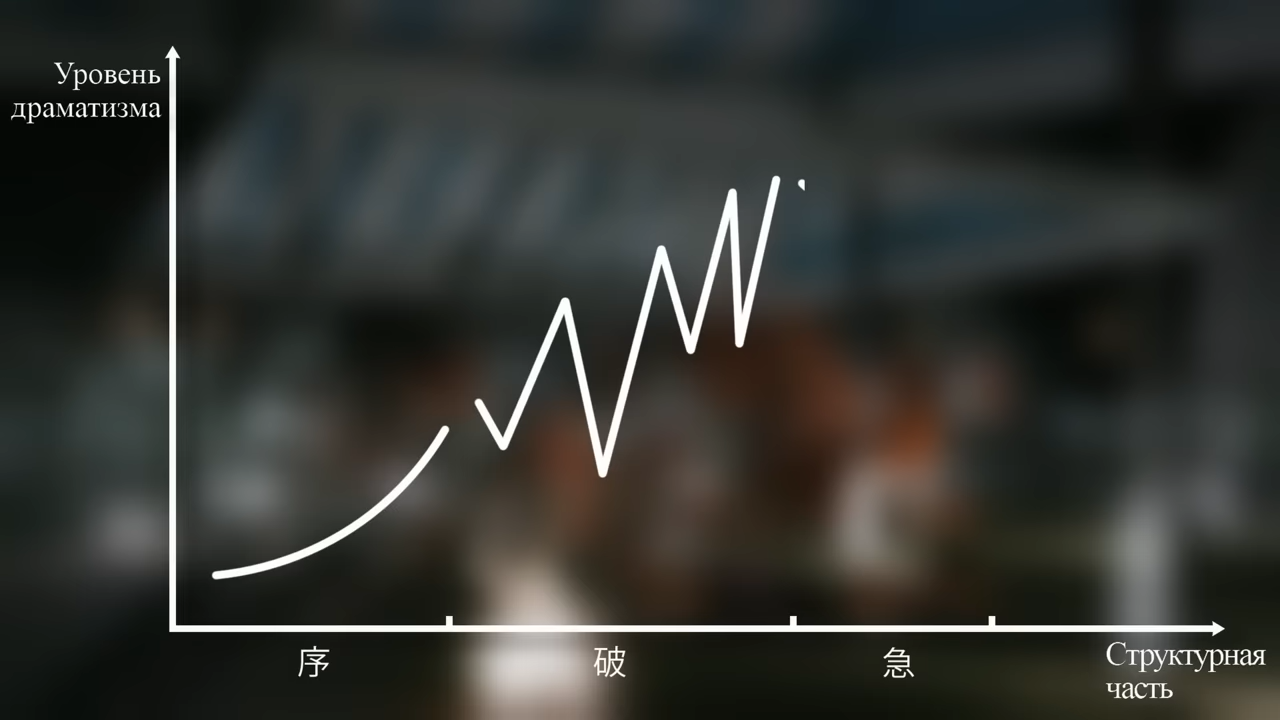 Уровень
драматизма
序
破
急
Структурная
часть